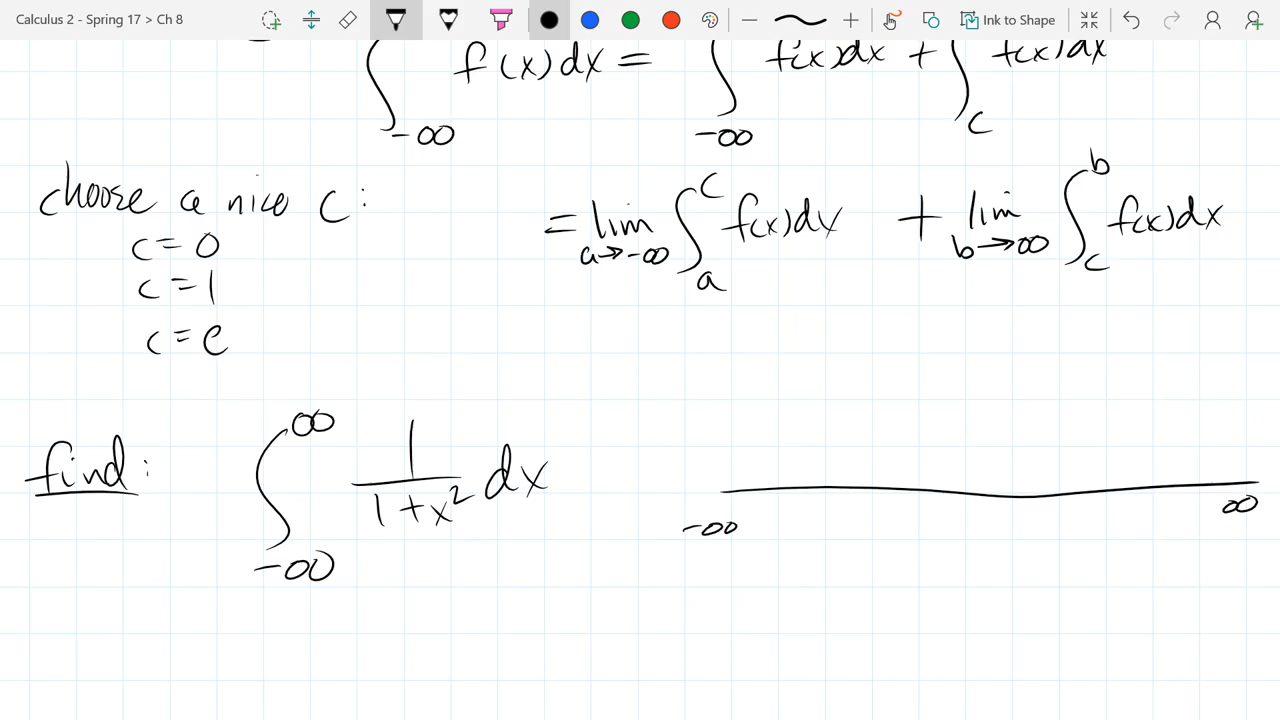 Calculus 2 - Spring 17 > Ch 8
Ink to Shape
∫_{-∞} f(x)dx = ∫_{-∞} f(x)dx + ∫_c f(x)dx
choose a nice c:
= lim_{a→-∞} ∫_a^c f(x)dx + lim_{b→∞} ∫_c^b f(x)dx
c = 0
c = 1
c = e
find: ∫_{-∞}^{∞} 1/(1+x²) dx
-∞ ∞